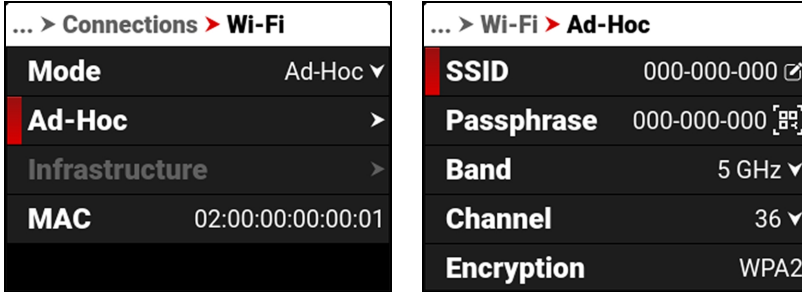 ... > Connections > Wi-Fi
Mode Ad-Hoc
Ad-Hoc >
Infrastructure >
MAC 02:00:00:00:00:01
... > Wi-Fi > Ad-Hoc
SSID 000-000-000
Passphrase 000-000-000
Band 5 GHz
Channel 36
Encryption WPA2